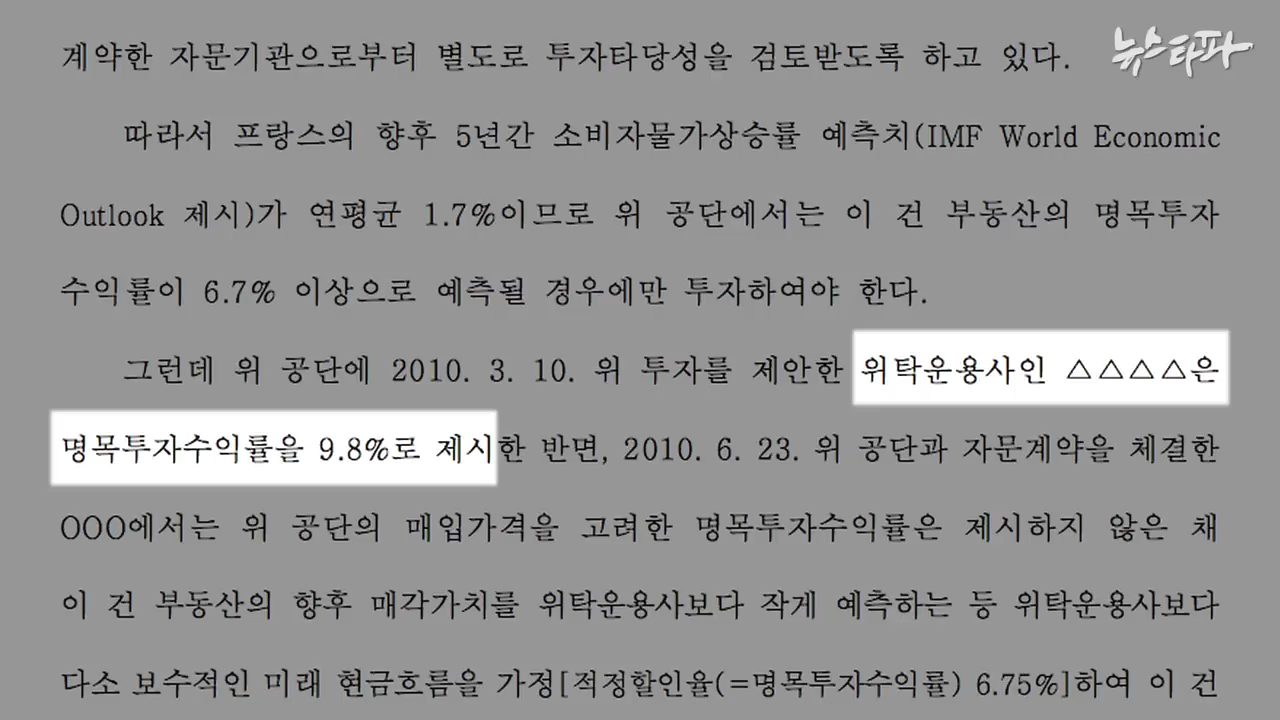 뉴스타파
계약한 자문기관으로부터 별도로 투자타당성을 검토받도록 하고 있다.
따라서 프랑스의 향후 5년간 소비자물가상승률 예측치(IMF World Economic
Outlook 제시)가 연평균 1.7%이므로 위 공단에서는 이 건 부동산의 명목투자
수익률이 6.7% 이상으로 예측될 경우에만 투자하여야 한다.
그런데 위 공단에 2010. 3. 10. 위 투자를 제안한 위탁운용사인 △△△△은
명목투자수익률을 9.8%로 제시한 반면, 2010. 6. 23. 위 공단과 자문계약을 체결한
OOO에서는 위 공단의 매입가격을 고려한 명목투자수익률은 제시하지 않은 채
이 건 부동산의 향후 매각가치를 위탁운용사보다 작게 예측하는 등 위탁운용사보다
다소 보수적인 미래 현금흐름을 가정[적정할인율(=명목투자수익률) 6.75%]하여 이 건